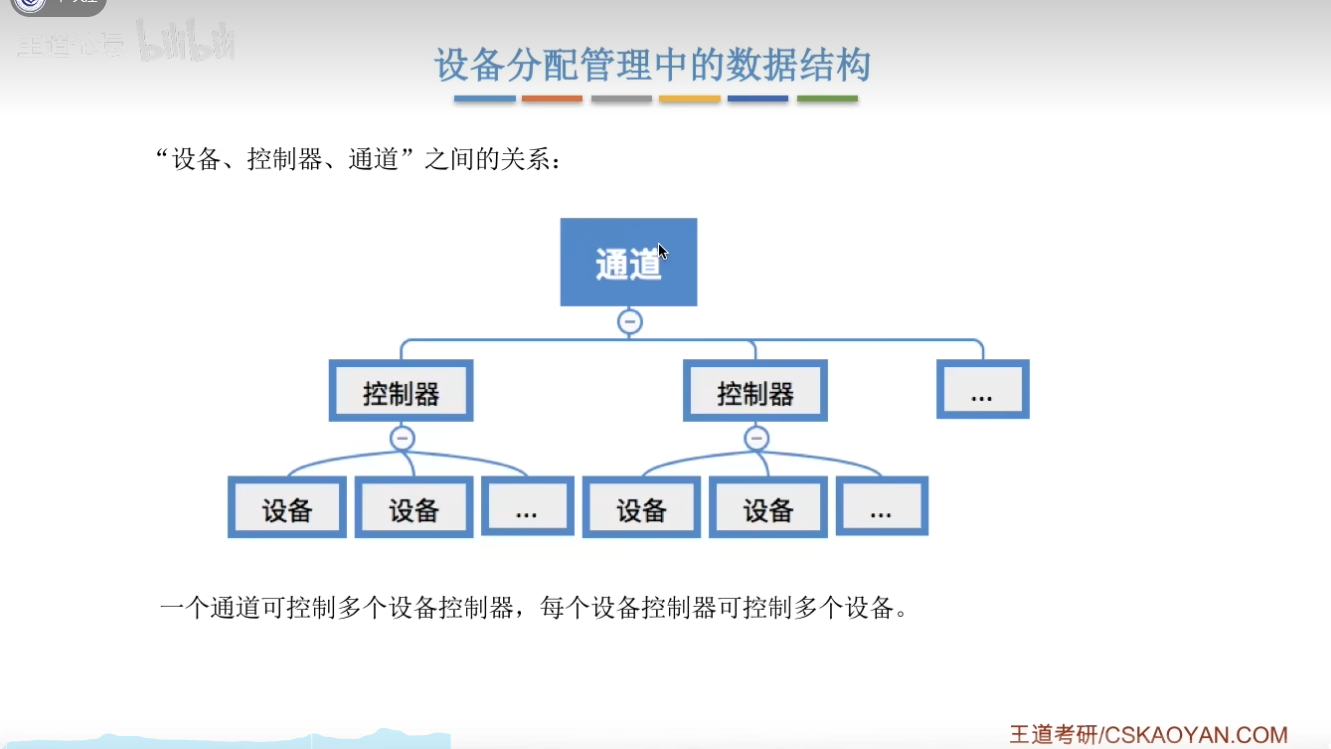 王道论坛 bilibili
设备分配管理中的数据结构
“设备、控制器、通道”之间的关系：
通道
控制器 控制器 ...
设备 设备 ... 设备 设备 ...
一个通道可控制多个设备控制器，每个设备控制器可控制多个设备。
王道考研/CSKAOYAN.COM